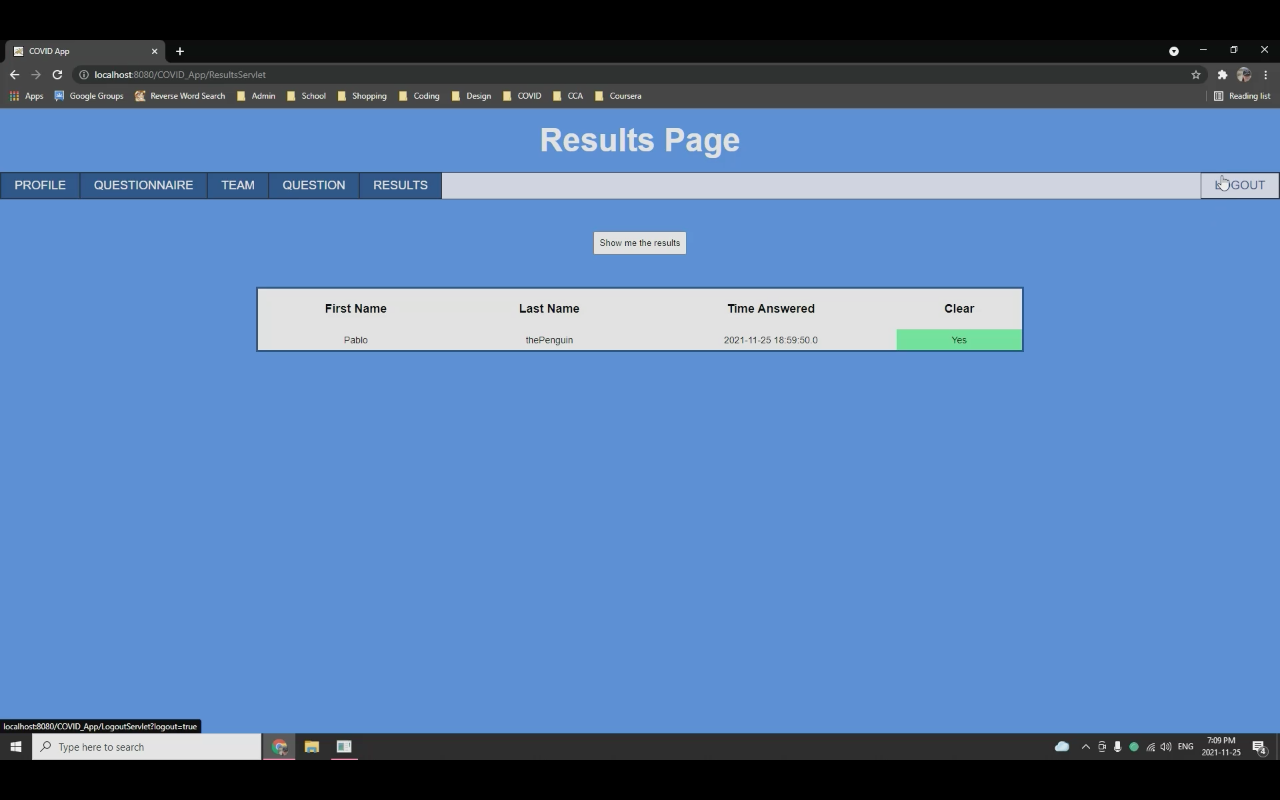 COVID App
localhost:8080/COVID_App/ResultsServlet
Apps Google Groups Reverse Word Search Admin School Shopping Coding Design COVID CCA Coursera Reading list
Results Page
PROFILE QUESTIONNAIRE TEAM QUESTION RESULTS LOGOUT
Show me the results
First Name Last Name Time Answered Clear
Pablo thePenguin 2021-11-25 18:59:50.0 Yes
localhost:8080/COVID_App/LogoutServlet?logout=true
Type here to search
ENG
7:09 PM
2021-11-25
4